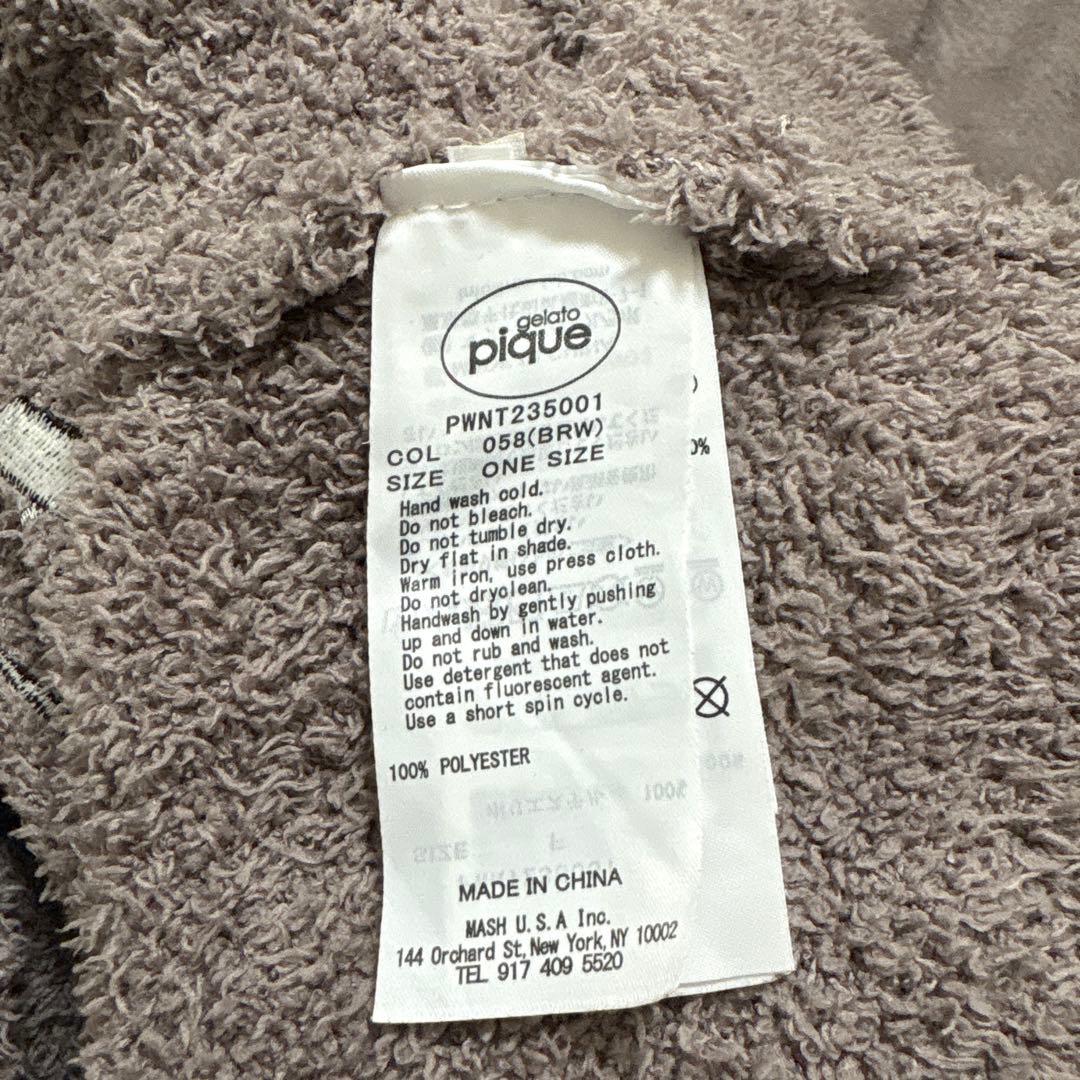 gelato
pique
PWNT235001
COL 058(BRW)
SIZE ONE SIZE
Hand wash cold.
Do not bleach.
Do not tumble dry.
Dry flat in shade.
Warm iron, use press cloth.
Do not dryclean.
Handwash by gently pushing
up and down in water.
Do not rub and wash.
Use detergent that does not
contain fluorescent agent.
Use a short spin cycle.
100% POLYESTER
MADE IN CHINA
MASH U.S.A Inc.
144 Orchard St, New York, NY 10002
TEL 917 409 5520